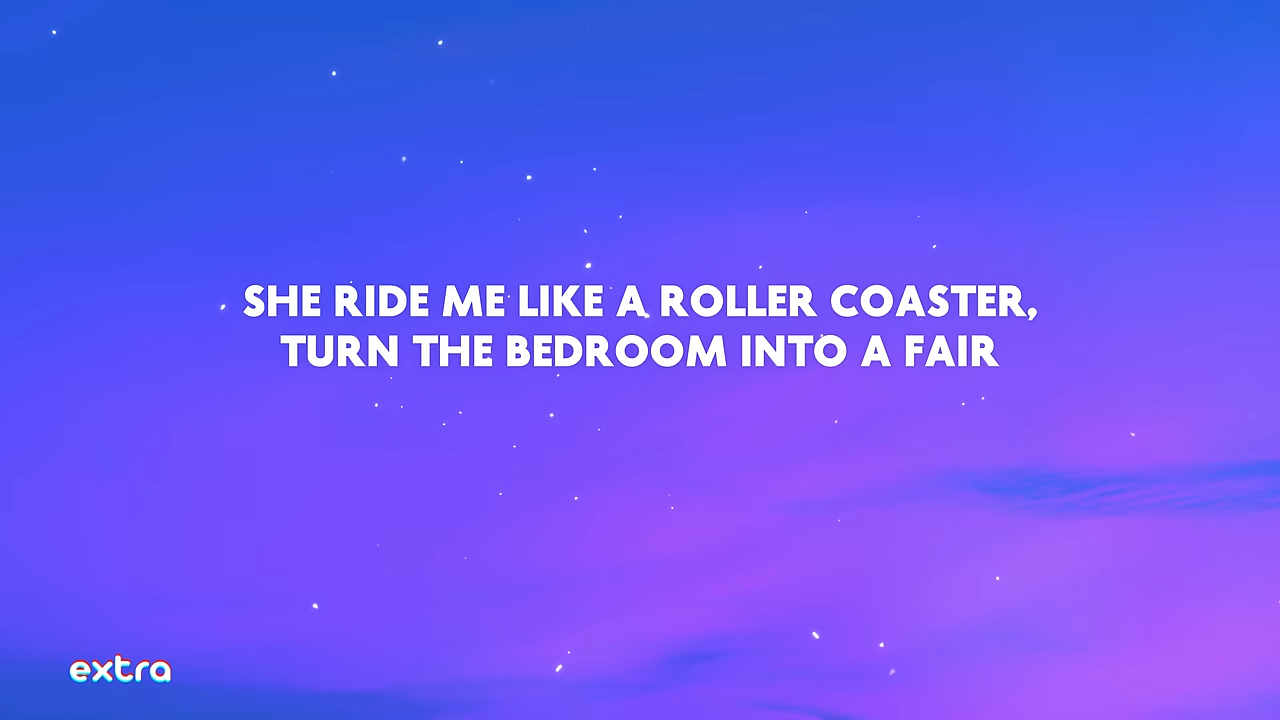 SHE RIDE ME LIKE A ROLLER COASTER,
TURN THE BEDROOM INTO A FAIR
extra